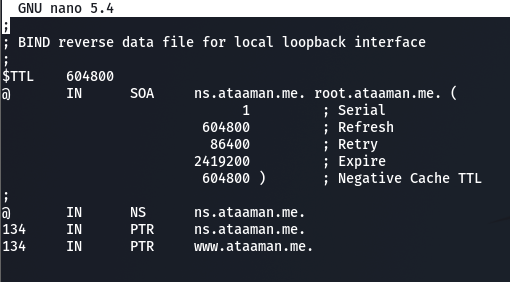 GNU nano 5.4
;
; BIND reverse data file for local loopback interface
;
$TTL    604800
@       IN      SOA     ns.ataaman.me. root.ataaman.me. (
                              1         ; Serial
                         604800         ; Refresh
                          86400         ; Retry
                        2419200         ; Expire
                         604800 )       ; Negative Cache TTL
;
@       IN      NS      ns.ataaman.me.
134     IN      PTR     ns.ataaman.me.
134     IN      PTR     www.ataaman.me.